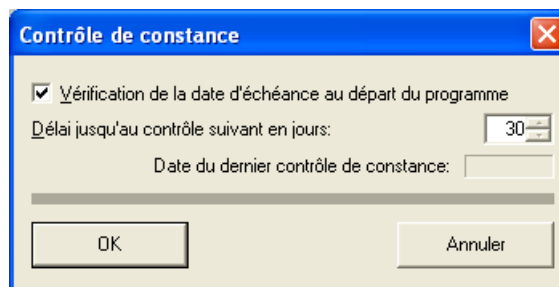 Contrôle de constance
Vérification de la date d'échéance au départ du programme
Délai jusqu'au contrôle suivant en jours: 30
Date du dernier contrôle de constance:
OK Annuler